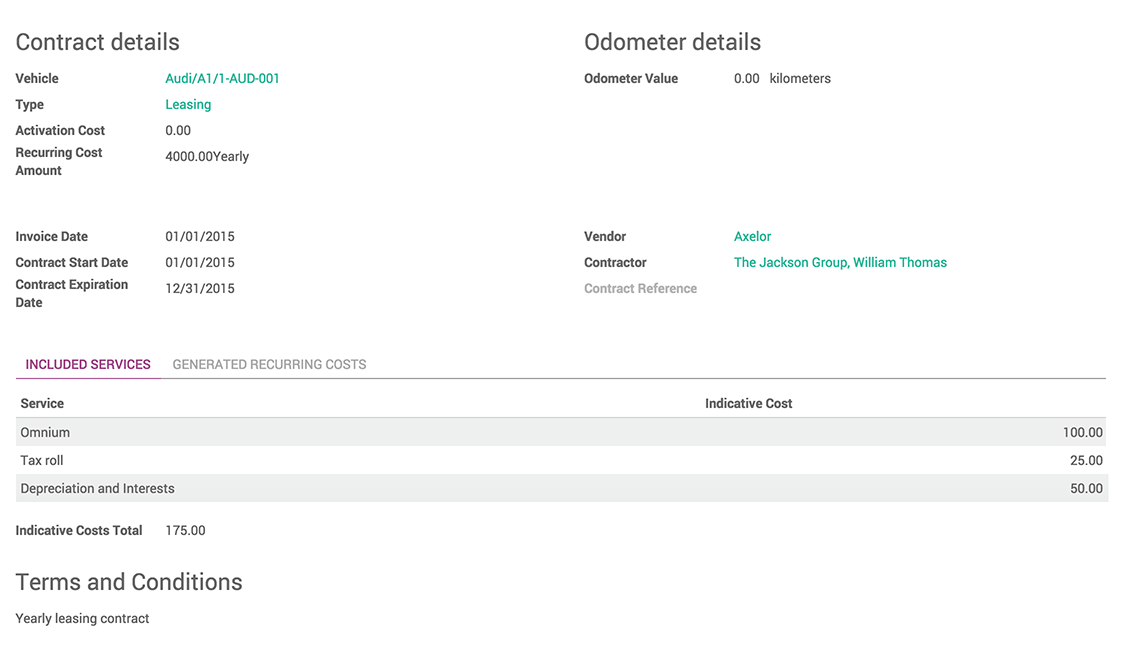 Contract details
Odometer details
Vehicle Audi/A1/1-AUD-001
Odometer Value 0.00 kilometers
Type Leasing
Activation Cost 0.00
Recurring Cost
Amount
4000.00Yearly
Invoice Date 01/01/2015
Vendor Axelor
Contract Start Date 01/01/2015
Contractor The Jackson Group, William Thomas
Contract Expiration
Date
12/31/2015
Contract Reference
INCLUDED SERVICES GENERATED RECURRING COSTS
Service Indicative Cost
Omnium 100.00
Tax roll 25.00
Depreciation and Interests 50.00
Indicative Costs Total 175.00
Terms and Conditions
Yearly leasing contract